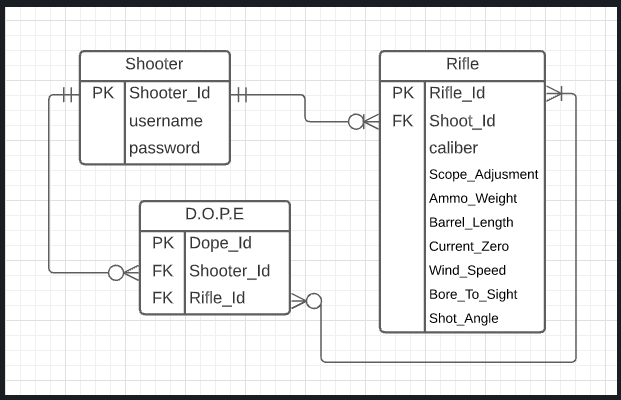 Shooter
PK Shooter_Id
username
password
Rifle
PK Rifle_Id
FK Shoot_Id
caliber
Scope_Adjusment
Ammo_Weight
Barrel_Length
Current_Zero
Wind_Speed
Bore_To_Sight
Shot_Angle
D.O.P.E
PK Dope_Id
FK Shooter_Id
FK Rifle_Id